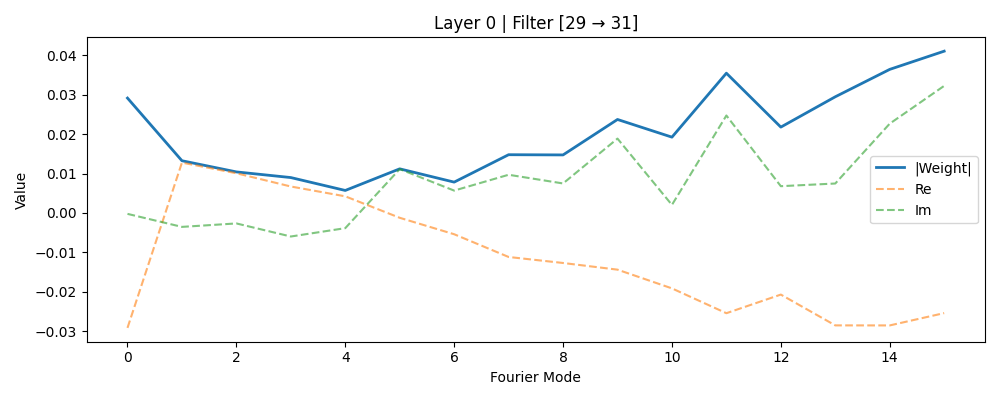 Layer 0 | Filter [29 → 31]
Value
0.04
0.03
0.02
0.01
0.00
−0.01
−0.02
−0.03
|Weight|
Re
Im
0 2 4 6 8 10 12 14
Fourier Mode